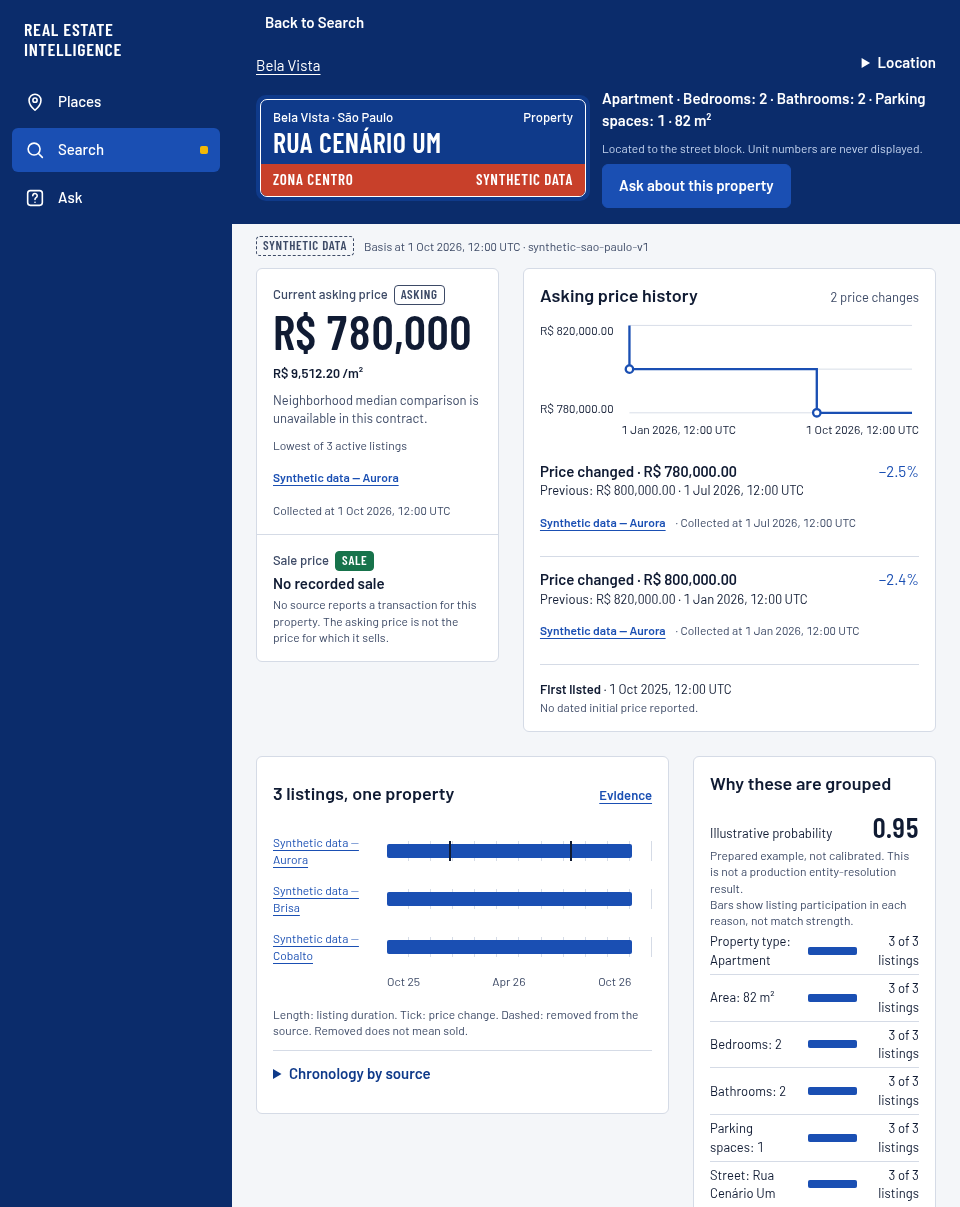 REAL ESTATE
INTELLIGENCE
Places
Search
Ask
Back to Search
Bela Vista
Location
Bela Vista · São Paulo
Property
RUA CENÁRIO UM
ZONA CENTRO
SYNTHETIC DATA
Apartment · Bedrooms: 2 · Bathrooms: 2 · Parking
spaces: 1 · 82 m²
Located to the street block. Unit numbers are never displayed.
Ask about this property
SYNTHETIC DATA
Basis at 1 Oct 2026, 12:00 UTC · synthetic-sao-paulo-v1
Current asking price
ASKING
R$ 780,000
R$ 9,512.20 /m²
Neighborhood median comparison is
unavailable in this contract.
Lowest of 3 active listings
Synthetic data — Aurora
Collected at 1 Oct 2026, 12:00 UTC
Sale price
SALE
No recorded sale
No source reports a transaction for this
property. The asking price is not the
price for which it sells.
Asking price history
2 price changes
R$ 820,000.00
R$ 780,000.00
1 Jan 2026, 12:00 UTC
1 Oct 2026, 12:00 UTC
Price changed · R$ 780,000.00
−2.5%
Previous: R$ 800,000.00 · 1 Jul 2026, 12:00 UTC
Synthetic data — Aurora · Collected at 1 Jul 2026, 12:00 UTC
Price changed · R$ 800,000.00
−2.4%
Previous: R$ 820,000.00 · 1 Jan 2026, 12:00 UTC
Synthetic data — Aurora · Collected at 1 Jan 2026, 12:00 UTC
First listed · 1 Oct 2025, 12:00 UTC
No dated initial price reported.
3 listings, one property
Evidence
Synthetic data —
Aurora
Synthetic data —
Brisa
Synthetic data —
Cobalto
Oct 25
Apr 26
Oct 26
Length: listing duration. Tick: price change. Dashed: removed from the
source. Removed does not mean sold.
Chronology by source
Why these are grouped
Illustrative probability
0.95
Prepared example, not calibrated. This
is not a production entity-resolution
result.
Bars show listing participation in each
reason, not match strength.
Property type:
Apartment
3 of 3
listings
Area: 82 m²
3 of 3
listings
Bedrooms: 2
3 of 3
listings
Bathrooms: 2
3 of 3
listings
Parking
spaces: 1
3 of 3
listings
Street: Rua
Cenário Um
3 of 3
listings